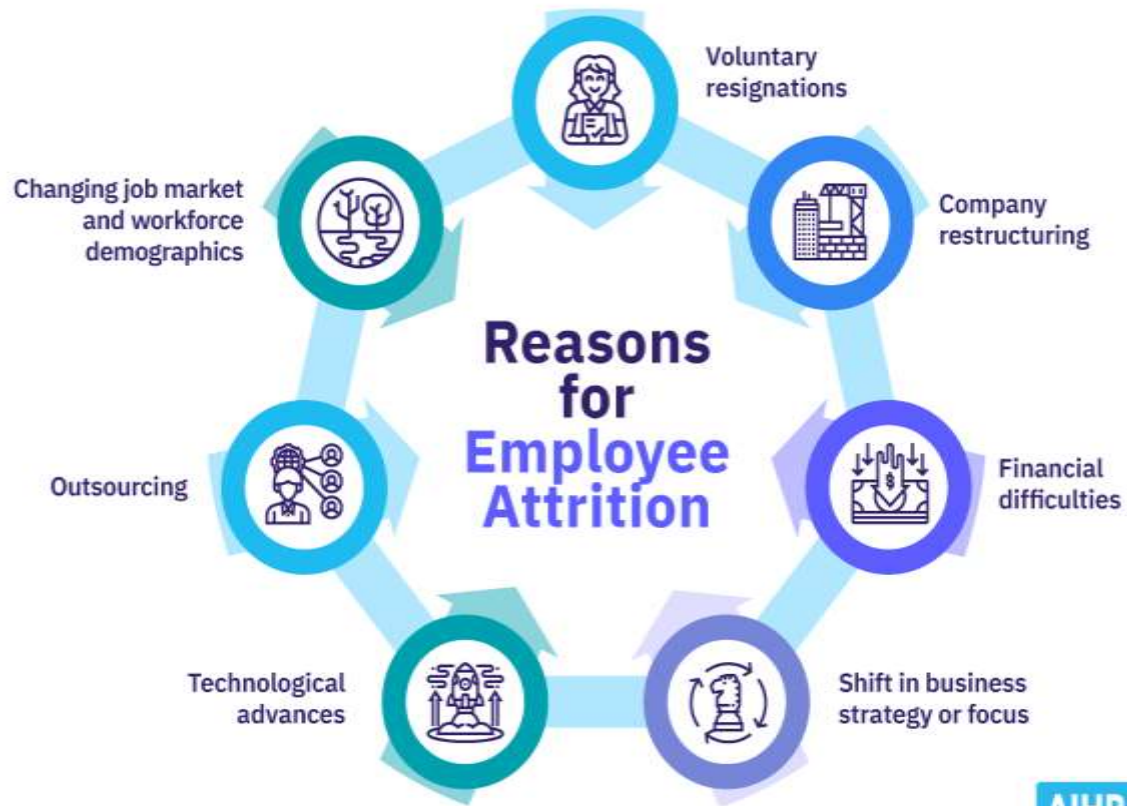 Voluntary
resignations
Changing job market
and workforce
demographics
Company
restructuring
Reasons
for
Employee
Attrition
Outsourcing
$
Financial
difficulties
Technological
advances
Shift in business
strategy or focus